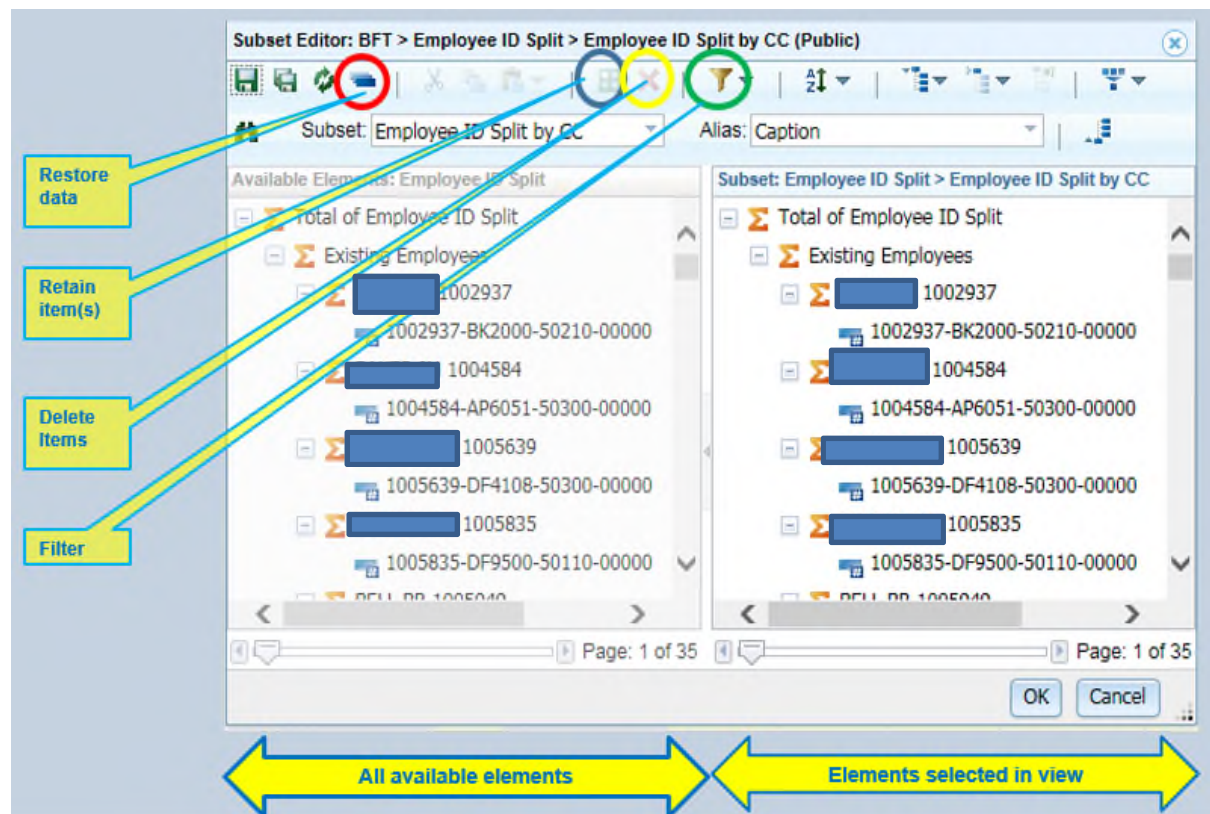 Subset Editor: BFT > Employee ID Split > Employee ID Split by CC (Public)
Subset: Employee ID Split by CC
Alias: Caption
Restore data
Retain item(s)
Delete Items
Filter
Available Elements: Employee ID Split
Total of Employee ID Split
Existing Employees
1002937
1002937-BK2000-50210-00000
1004584
1004584-AP6051-50300-00000
1005639
1005639-DF4108-50300-00000
1005835
1005835-DF9500-50110-00000
Page: 1 of 35
Subset: Employee ID Split > Employee ID Split by CC
Total of Employee ID Split
Existing Employees
1002937
1002937-BK2000-50210-00000
1004584
1004584-AP6051-50300-00000
1005639
1005639-DF4108-50300-00000
1005835
1005835-DF9500-50110-00000
Page: 1 of 35
OK
Cancel
All available elements
Elements selected in view